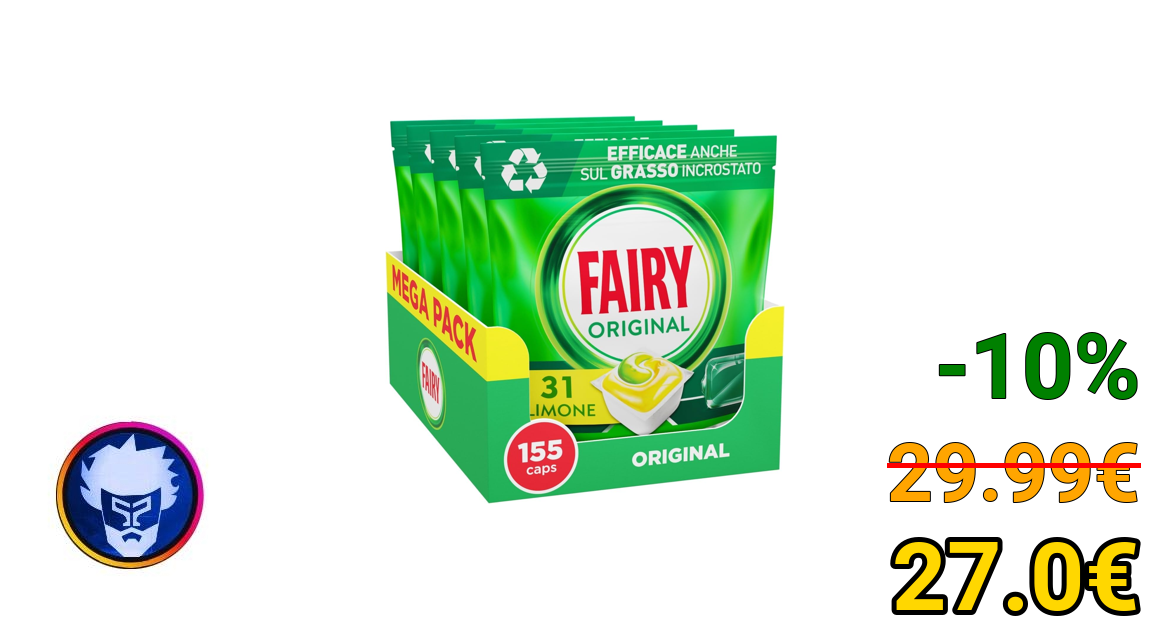 EFFICACE ANCHE
SUL GRASSO INCROSTATO
FAIRY
ORIGINAL
31
LIMONE
MEGA PACK
FAIRY
155
caps
ORIGINAL
-10%
29.99€
27.0€